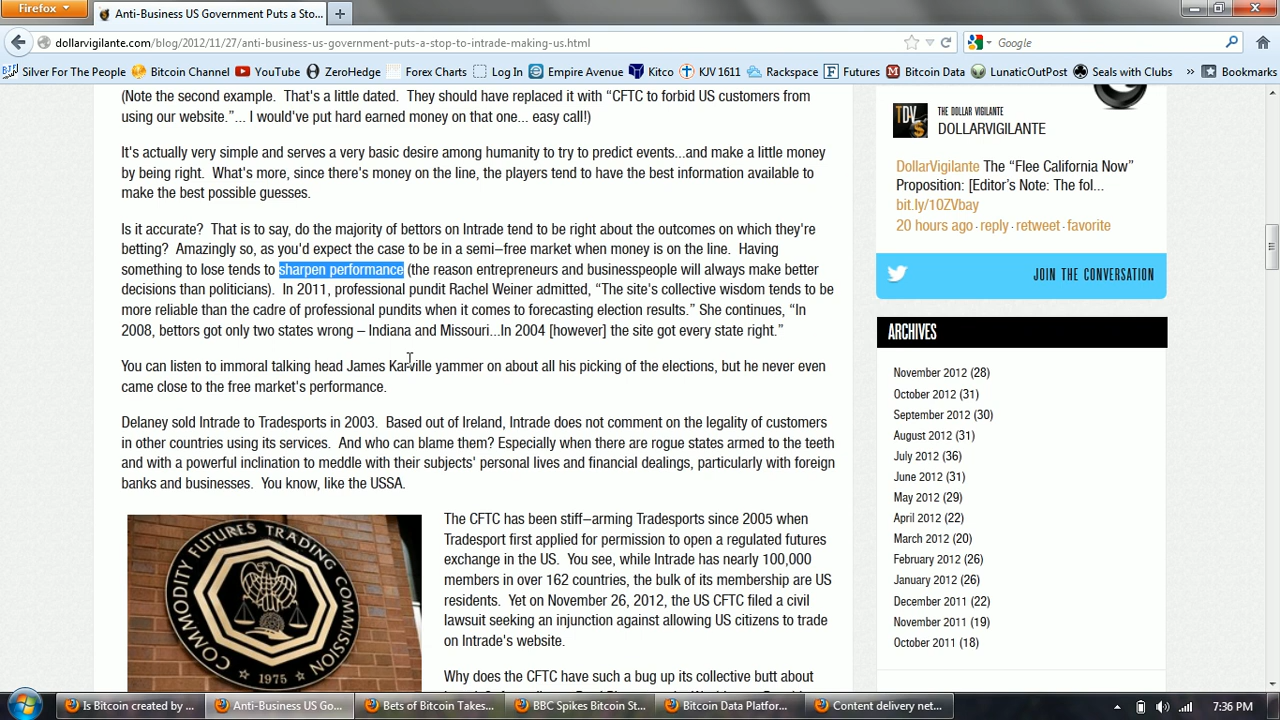 Firefox
Anti-Business US Government Puts a Sto...
dollarvigilante.com/blog/2012/11/27/anti-business-us-government-puts-a-stop-to-intrade-making-us.html
Google
Silver For The People
Bitcoin Channel
YouTube
ZeroHedge
Forex Charts
Log In
Empire Avenue
Kitco
KJV 1611
Rackspace
Futures
Bitcoin Data
LunaticOutPost
Seals with Clubs
»
Bookmarks
(Note the second example. That's a little dated. They should have replaced it with “CFTC to forbid US customers from
using our website.”... I would've put hard earned money on that one... easy call!)
It's actually very simple and serves a very basic desire among humanity to try to predict events...and make a little money
by being right. What's more, since there's money on the line, the players tend to have the best information available to
make the best possible guesses.
Is it accurate? That is to say, do the majority of bettors on Intrade tend to be right about the outcomes on which they're
betting? Amazingly so, as you'd expect the case to be in a semi–free market when money is on the line. Having
something to lose tends to sharpen performance (the reason entrepreneurs and businesspeople will always make better
decisions than politicians). In 2011, professional pundit Rachel Weiner admitted, “The site's collective wisdom tends to be
more reliable than the cadre of professional pundits when it comes to forecasting election results.” She continues, “In
2008, bettors got only two states wrong – Indiana and Missouri...In 2004 [however] the site got every state right.”
You can listen to immoral talking head James Karville yammer on about all his picking of the elections, but he never even
came close to the free market's performance.
Delaney sold Intrade to Tradesports in 2003. Based out of Ireland, Intrade does not comment on the legality of customers
in other countries using its services. And who can blame them? Especially when there are rogue states armed to the teeth
and with a powerful inclination to meddle with their subjects' personal lives and financial dealings, particularly with foreign
banks and businesses. You know, like the USSA.
COMMODITY FUTURES TRADING COMMISSION
1975
The CFTC has been stiff–arming Tradesports since 2005 when
Tradesport first applied for permission to open a regulated futures
exchange in the US. You see, while Intrade has nearly 100,000
members in over 162 countries, the bulk of its membership are US
residents. Yet on November 26, 2012, the US CFTC filed a civil
lawsuit seeking an injunction against allowing US citizens to trade
on Intrade's website.
Why does the CFTC have such a bug up its collective butt about
TDV
THE DOLLAR VIGILANTE
DOLLARVIGILANTE
DollarVigilante The “Flee California Now”
Proposition: [Editor’s Note: The fol...
bit.ly/10ZVbay
20 hours ago · reply · retweet · favorite
JOIN THE CONVERSATION
ARCHIVES
November 2012 (28)
October 2012 (31)
September 2012 (30)
August 2012 (31)
July 2012 (36)
June 2012 (31)
May 2012 (29)
April 2012 (22)
March 2012 (20)
February 2012 (26)
January 2012 (26)
December 2011 (22)
November 2011 (19)
October 2011 (18)
Is Bitcoin created by ...
Anti-Business US Go...
Bets of Bitcoin Takes...
BBC Spikes Bitcoin St...
Bitcoin Data Platfor...
Content delivery net...
7:36 PM